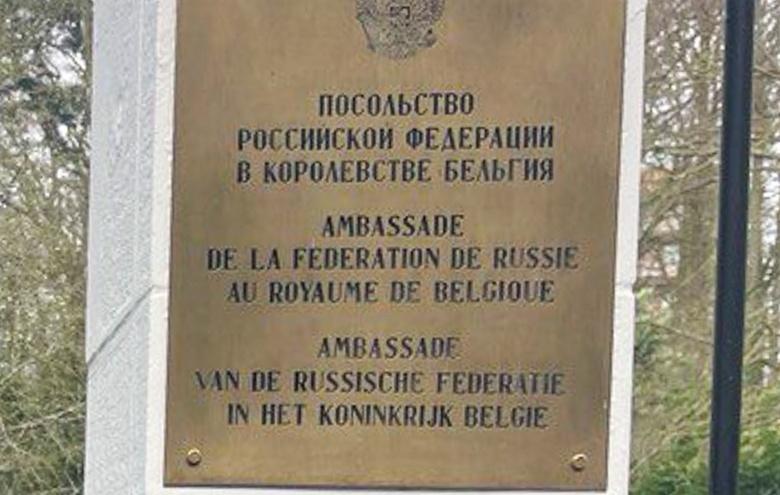 ПОСОЛЬСТВО
РОССИИСКОИ ФЕДЕРАЦИИ
В КОРОЛЕВСТВЕ БЕЛЬГИЯ
AMBASSADE
DE LA FEDERATION DE RUSSIE
AU ROYAUME DE BELGIQUE
AMBASSADE
VAN DE RUSSISCHE FEDERATIE
IN HET KONINKRIJK BELGIE